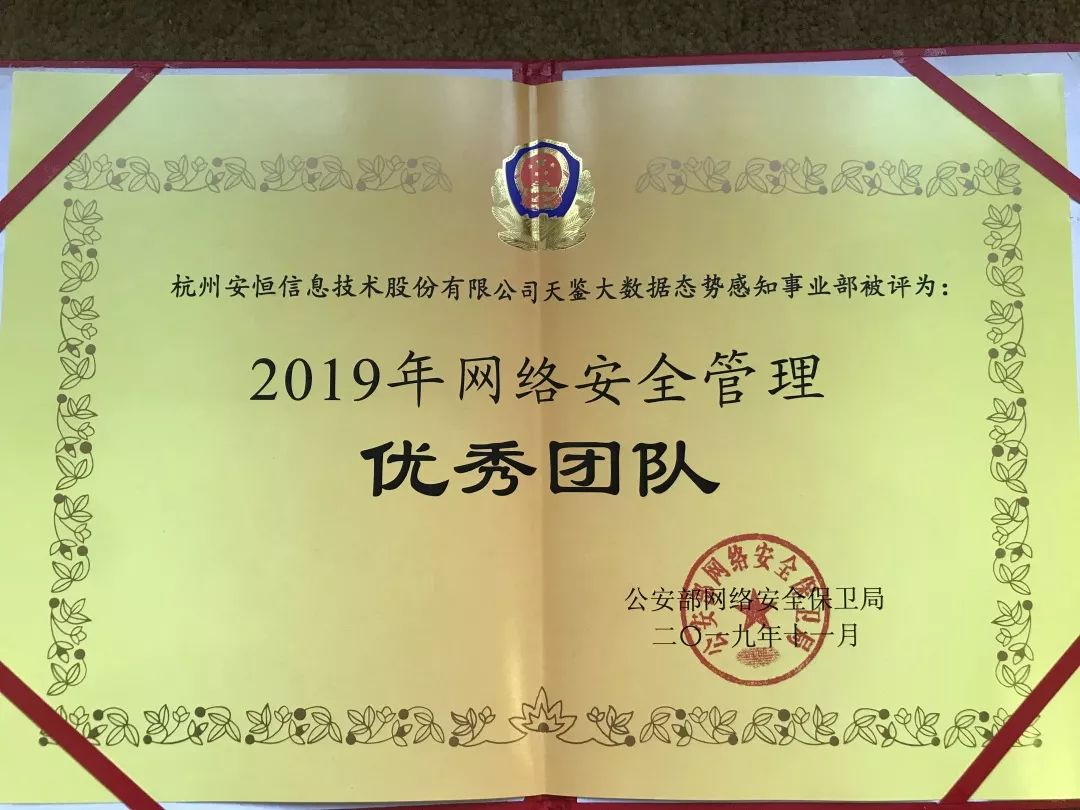 杭州安恒信息技术股份有限公司天鉴大数据态势感知事业部被评为：
2019年网络安全管理
优秀团队
公安部网络安全保卫局
二〇一九年十一月
公安部网络安全保卫局